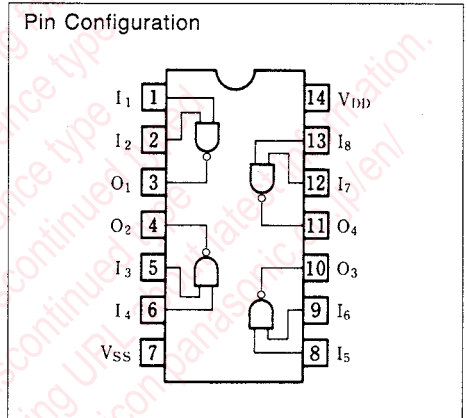 Pin Configuration
I1 1 14 VDD
I2 2 13 I8
O1 3 12 I7
O2 4 11 O4
I3 5 10 O3
I4 6 9 I6
VSS 7 8 I5